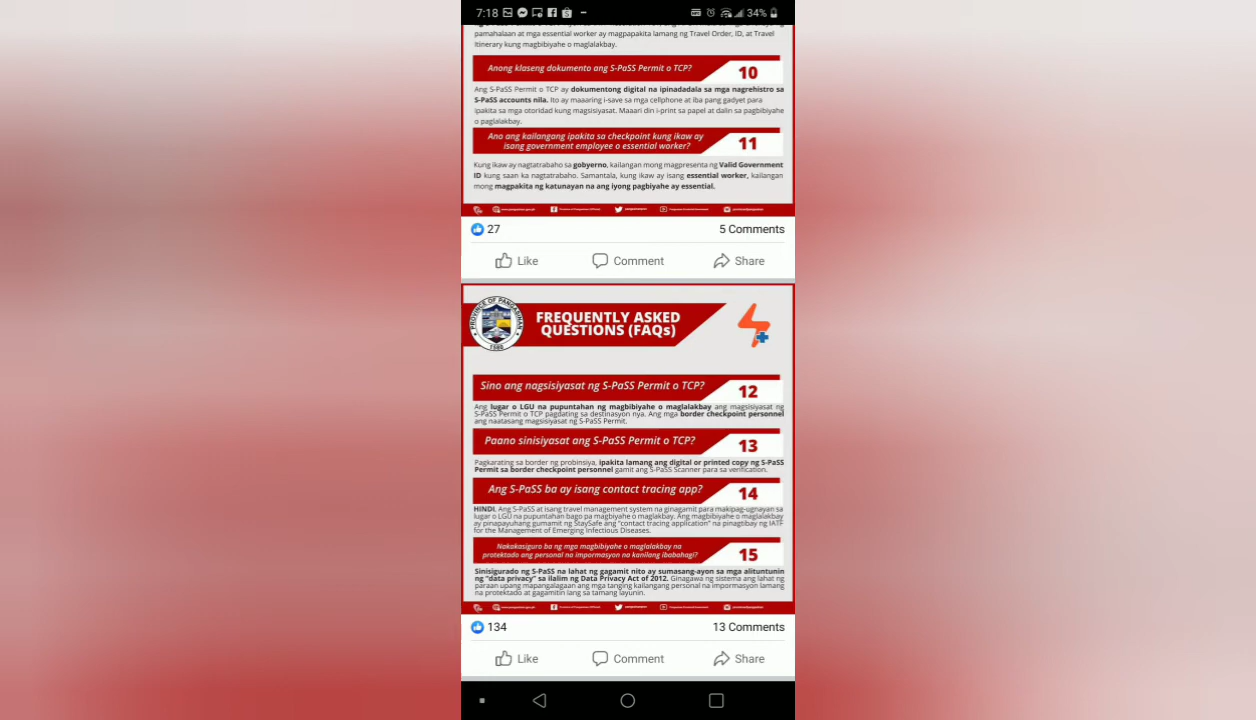 7:18
34%
pamahalaan at mga essential worker ay magpapakita lamang ng Travel Order, ID, at Travel
Itinerary kung magbibiyahe o maglalakbay.
Anong klaseng dokumento ang S-PaSS Permit o TCP?
10
Ang S-PaSS Permit o TCP ay dokumentong digital na ipinadadala sa mga nagrehistro sa
S-PaSS accounts nila. Ito ay maaaring i-save sa mga cellphone at iba pang gadyet para
ipakita sa mga otoridad kung magsisiyasat. Maaari din i-print sa papel at dalin sa pagbibiyahe
o paglalakbay.
Ano ang kailangang ipakita sa checkpoint kung ikaw ay
isang government employee o essential worker?
11
Kung ikaw ay nagtatrabaho sa gobyerno, kailangan mong magpresenta ng Valid Government
ID kung saan ka nagtatrabaho. Samantala, kung ikaw ay isang essential worker, kailangan
mong magpakita ng katunayan na ang iyong pagbiyahe ay essential.
27
5 Comments
Like
Comment
Share
PROVINCE OF PANGASINAN
FREQUENTLY ASKED
QUESTIONS (FAQs)
Sino ang nagsisiyasat ng S-PaSS Permit o TCP?
12
Ang lugar o LGU na pupuntahan ng magbibiyahe o maglalakbay ang magsisiyasat ng
S-PaSS Permit o TCP pagdating sa destinasyon nya. Ang mga border checkpoint personnel
ang naatasang magsisiyasat ng S-PaSS Permit.
Paano sinisiyasat ang S-PaSS Permit o TCP?
13
Pagkarating sa border ng probinsiya, ipakita lamang ang digital or printed copy ng S-PaSS
Permit sa border checkpoint personnel gamit ang S-PaSS Scanner para sa verification.
Ang S-PaSS ba ay isang contact tracing app?
14
HINDI. Ang S-PaSS at isang travel management system na ginagamit para makipag-ugnayan sa
lugar o LGU na pupuntahan bago pa magbiyahe o maglakbay. Ang magbibiyahe o maglalakbay
ay pinapayuhang gumamit ng StaySafe ang "contact tracing application" na pinagtibay ng IATF
for the Management of Emerging Infectious Diseases.
Nakakasiguro ba ng mga magbibiyahe o maglalakbay na
protektado ang personal na impormasyon na kanilang ibabahagi?
15
Sinisigurado ng S-PaSS na lahat ng gagamit nito ay sumasang-ayon sa mga alituntunin
ng "data privacy" sa ilalim ng Data Privacy Act of 2012. Ginagawa ng sistema ang lahat ng
paraan upang mapangalagaan ang mga tanging kailangang personal na impormasyon lamang
na protektado at gagamitin lang sa tamang layunin.
134
13 Comments
Like
Comment
Share